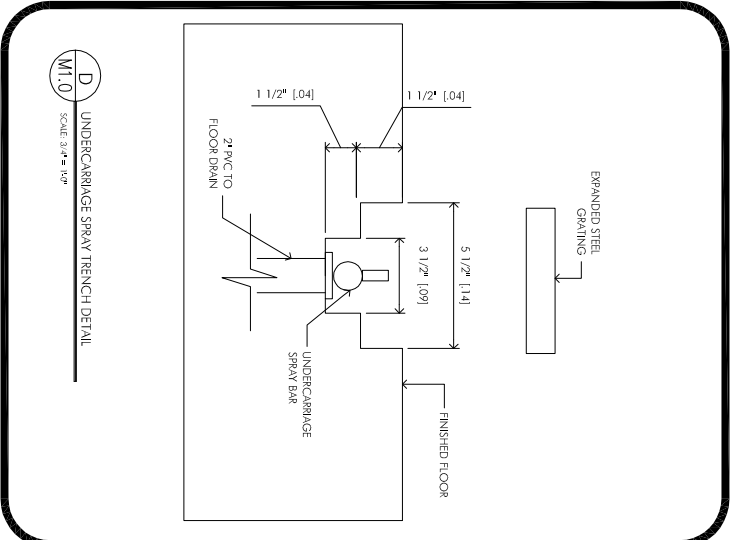 EXPANDED STEEL
GRATING
1 1/2" [.04]
1 1/2" [.04]
5 1/2" [.14]
3 1/2" [.09]
2" PVC TO
FLOOR DRAIN
UNDERCARRIAGE
SPRAY BAR
FINISHED FLOOR
D
M1.0
UNDERCARRIAGE SPRAY TRENCH DETAIL
SCALE: 3/4" = 1'-0"